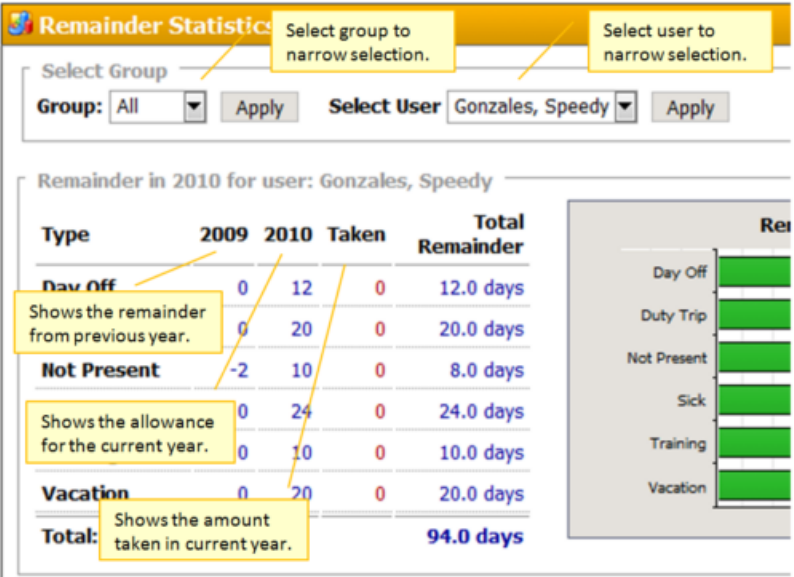 Remainder Statistics
Select group to
narrow selection.
Select user to
narrow selection.
Select Group
Group: All Apply Select User Gonzales, Speedy Apply
Remainder in 2010 for user: Gonzales, Speedy
Type 2009 2010 Taken Total
Remainder
Day Off 0 12 0 12.0 days
Shows the remainder
from previous year.
0 20 0 20.0 days
Not Present -2 10 0 8.0 days
Shows the allowance
for the current year.
0 24 0 24.0 days
0 10 0 10.0 days
Vacation 0 20 0 20.0 days
Shows the amount
taken in current year.
Total: 94.0 days
Day Off
Duty Trip
Not Present
Sick
Training
Vacation